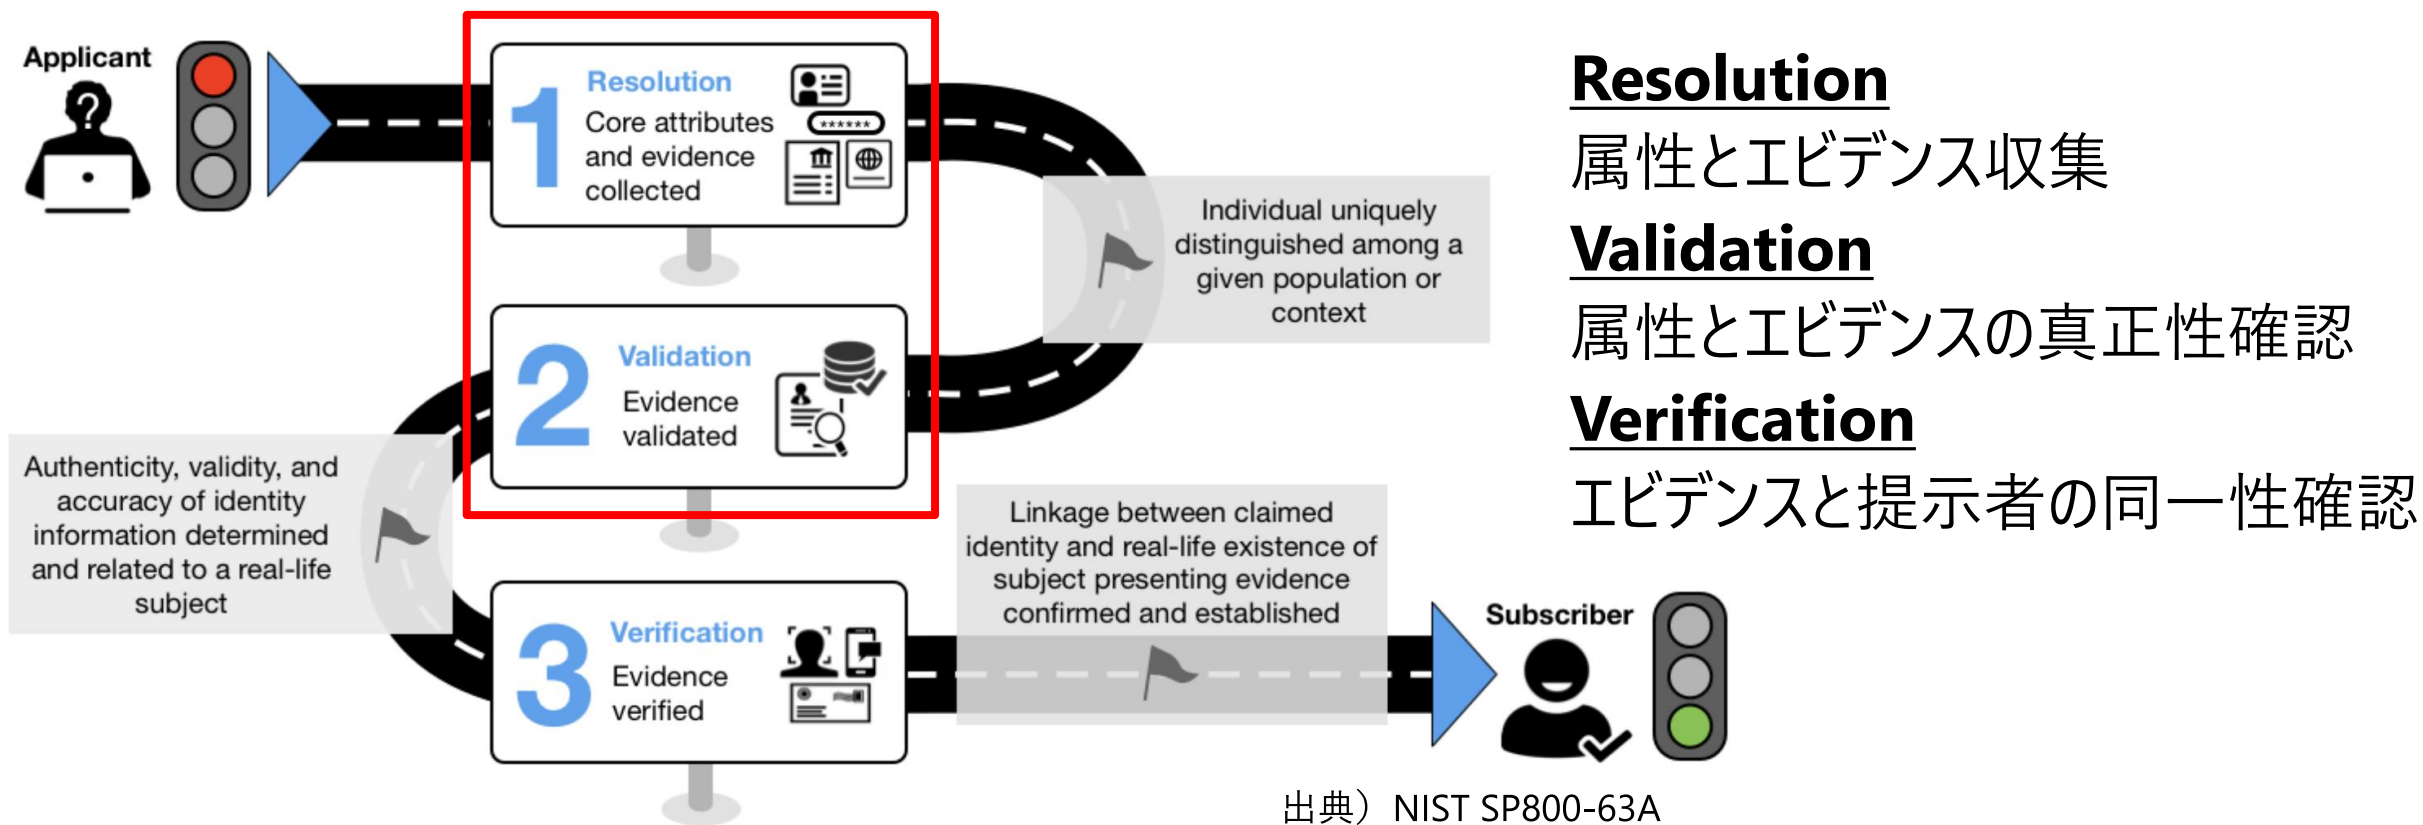 Applicant
?
1
Resolution
Core attributes
and evidence
collected
******
Individual uniquely
distinguished among a
given population or
context
2
Validation
Evidence
validated
Authenticity, validity, and
accuracy of identity
information determined
and related to a real-life
subject
3
Verification
Evidence
verified
Linkage between claimed
identity and real-life existence of
subject presenting evidence
confirmed and established
Subscriber
Resolution
属性とエビデンス収集
Validation
属性とエビデンスの真正性確認
Verification
エビデンスと提示者の同一性確認
出典）NIST SP800-63A